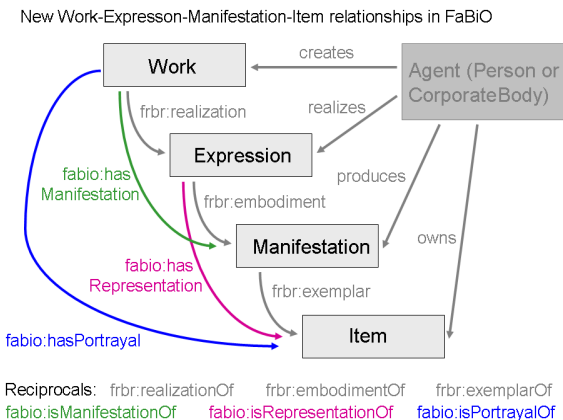 New Work-Expresson-Manifestation-Item relationships in FaBiO
creates
Work
Agent (Person or
CorporateBody)
frbr:realization
realizes
Expression
fabio:has
Manifestation
frbr:embodiment
produces
Manifestation
owns
fabio:has
Representation
frbr:exemplar
fabio:hasPortrayal
Item
Reciprocals: frbr:realizationOf frbr:embodimentOf frbr:exemplarOf
fabio:isManifestationOf fabio:isRepresentationOf fabio:isPortrayalOf